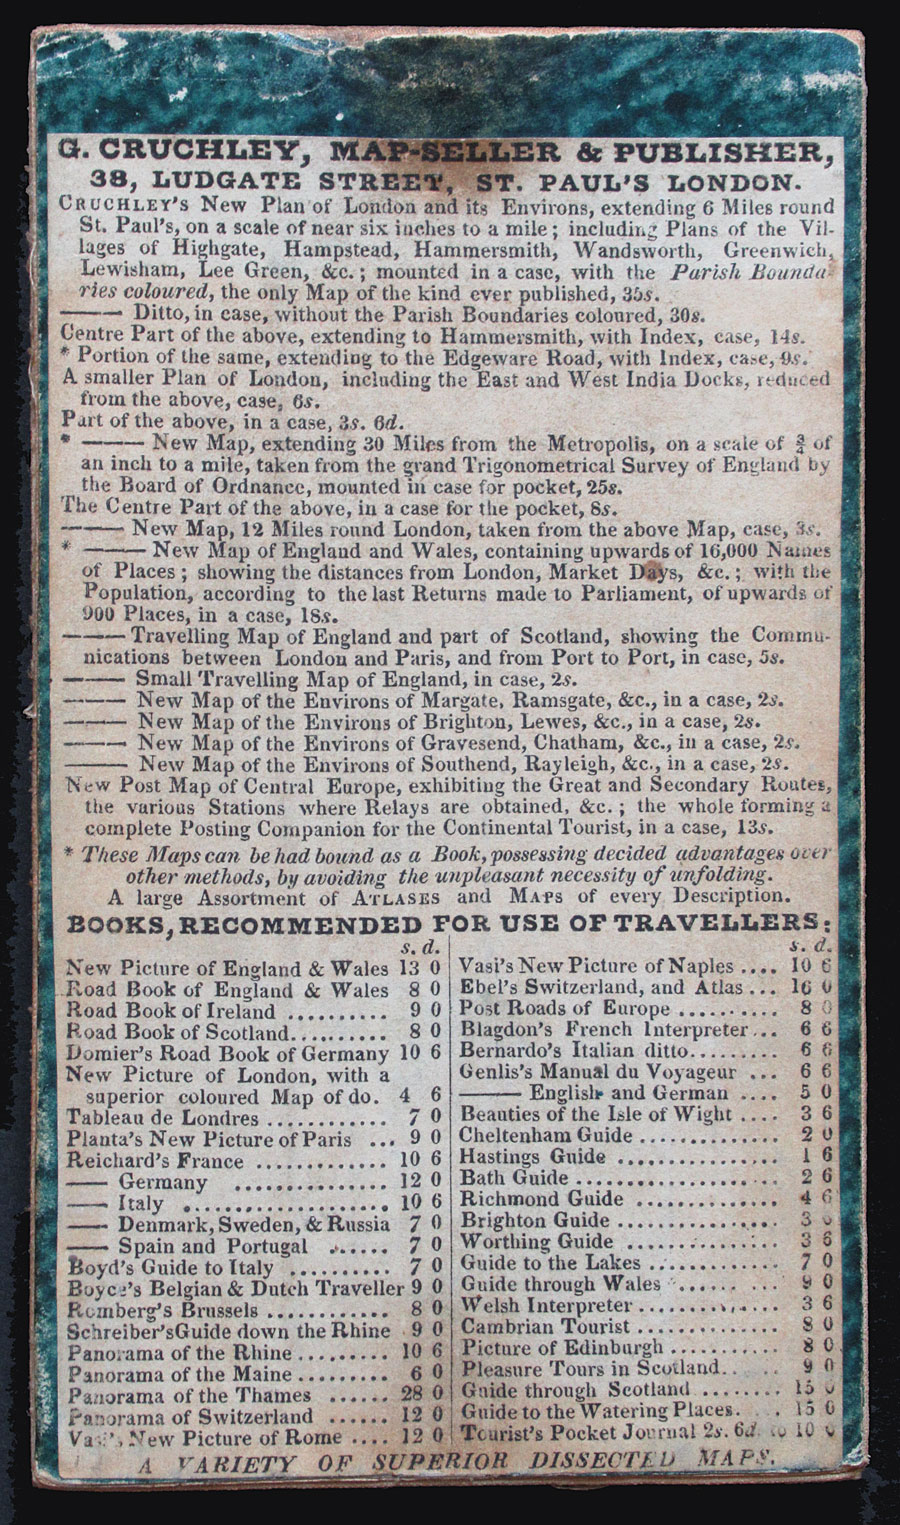 G. CRUCHLEY, MAP-SELLER & PUBLISHER,
38, LUDGATE STREET, ST. PAUL'S LONDON.
CRUCHLEY'S New Plan of London and its Environs, extending 6 Miles round
St. Paul's, on a scale of near six inches to a mile; including Plans of the Vil-
lages of Highgate, Hampstead, Hammersmith, Wandsworth, Greenwich,
Lewisham, Lee Green, &c.; mounted in a case, with the Parish Bounda-
ries coloured, the only Map of the kind ever published, 35s.
——— Ditto, in case, without the Parish Boundaries coloured, 30s.
Centre Part of the above, extending to Hammersmith, with Index, case, 14s.
* Portion of the same, extending to the Edgeware Road, with Index, case, 9s.
A smaller Plan of London, including the East and West India Docks, reduced
from the above, case, 6s.
Part of the above, in a case, 3s. 6d.
* ——— New Map, extending 30 Miles from the Metropolis, on a scale of ¾ of
an inch to a mile, taken from the grand Trigonometrical Survey of England by
the Board of Ordnance, mounted in case for pocket, 25s.
The Centre Part of the above, in a case for the pocket, 8s.
——— New Map, 12 Miles round London, taken from the above Map, case, 3s.
* ——— New Map of England and Wales, containing upwards of 16,000 Names
of Places; showing the distances from London, Market Days, &c.; with the
Population, according to the last Returns made to Parliament, of upwards of
900 Places, in a case, 18s.
——— Travelling Map of England and part of Scotland, showing the Commu-
nications between London and Paris, and from Port to Port, in case, 5s.
——— Small Travelling Map of England, in case, 2s.
——— New Map of the Environs of Margate, Ramsgate, &c., in a case, 2s.
——— New Map of the Environs of Brighton, Lewes, &c., in a case, 2s.
——— New Map of the Environs of Gravesend, Chatham, &c., in a case, 2s.
——— New Map of the Environs of Southend, Rayleigh, &c., in a case, 2s.
New Post Map of Central Europe, exhibiting the Great and Secondary Routes,
the various Stations where Relays are obtained, &c.; the whole forming a
complete Posting Companion for the Continental Tourist, in a case, 13s.
* These Maps can be had bound as a Book, possessing decided advantages over
other methods, by avoiding the unpleasant necessity of unfolding.
A large Assortment of ATLASES and MAPS of every Description.
BOOKS, RECOMMENDED FOR USE OF TRAVELLERS:
s. d.
New Picture of England & Wales 13 0
Road Book of England & Wales 8 0
Road Book of Ireland .......... 9 0
Road Book of Scotland.......... 8 0
Domier's Road Book of Germany 10 6
New Picture of London, with a
superior coloured Map of do. 4 6
Tableau de Londres ............ 7 0
Planta's New Picture of Paris ... 9 0
Reichard's France ............. 10 6
—— Germany ............... 12 0
—— Italy .................... 10 6
—— Denmark, Sweden, & Russia 7 0
—— Spain and Portugal ...... 7 0
Boyd's Guide to Italy .......... 7 0
Boyce's Belgian & Dutch Traveller 9 0
Romberg's Brussels ............ 8 0
Schreiber's Guide down the Rhine 9 0
Panorama of the Rhine......... 10 6
Panorama of the Maine......... 6 0
Panorama of the Thames ...... 28 0
Panorama of Switzerland ...... 12 0
Vasi's New Picture of Rome .... 12 0
s. d.
Vasi's New Picture of Naples .... 10 6
Ebel's Switzerland, and Atlas ... 16 0
Post Roads of Europe .......... 8 0
Blagdon's French Interpreter... 6 6
Bernardo's Italian ditto......... 6 6
Genlis's Manual du Voyageur ... 6 6
——— English and German .... 5 0
Beauties of the Isle of Wight .... 3 6
Cheltenham Guide .............. 2 0
Hastings Guide ................ 1 6
Bath Guide .................... 2 6
Richmond Guide .............. 4 6
Brighton Guide ................ 3
Worthing Guide ............... 3 6
Guide to the Lakes ............. 7 0
Guide through Wales .......... 9 0
Welsh Interpreter .............. 3 6
Cambrian Tourist .............. 8 0
Picture of Edinburgh ........... 8 0
Pleasure Tours in Scotland...... 9 0
Guide through Scotland ........ 15 0
Guide to the Watering Places.... 15 0
Tourist's Pocket Journal 2s. 6d. to 10 0
A VARIETY OF SUPERIOR DISSECTED MAPS.